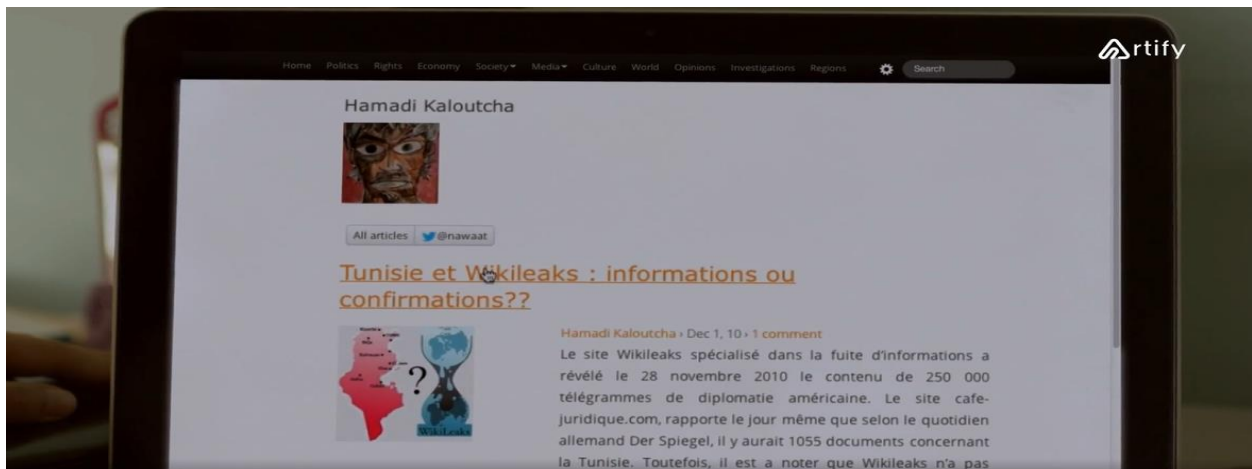 rtify
Home Politics Rights Economy Society Media Culture World Opinions Investigations Regions Search
Hamadi Kaloutcha
All articles @nawaat
Tunisie et Wikileaks : informations ou
confirmations??
Hamadi Kaloutcha › Dec 1, 10 › 1 comment
Le site Wikileaks spécialisé dans la fuite d'informations a
révélé le 28 novembre 2010 le contenu de 250 000
télégrammes de diplomatie américaine. Le site cafe-
juridique.com, rapporte le jour même que selon le quotidien
allemand Der Spiegel, il y aurait 1055 documents concernant
la Tunisie. Toutefois, il est a noter que Wikileaks n'a pas
?
WikiLeaks